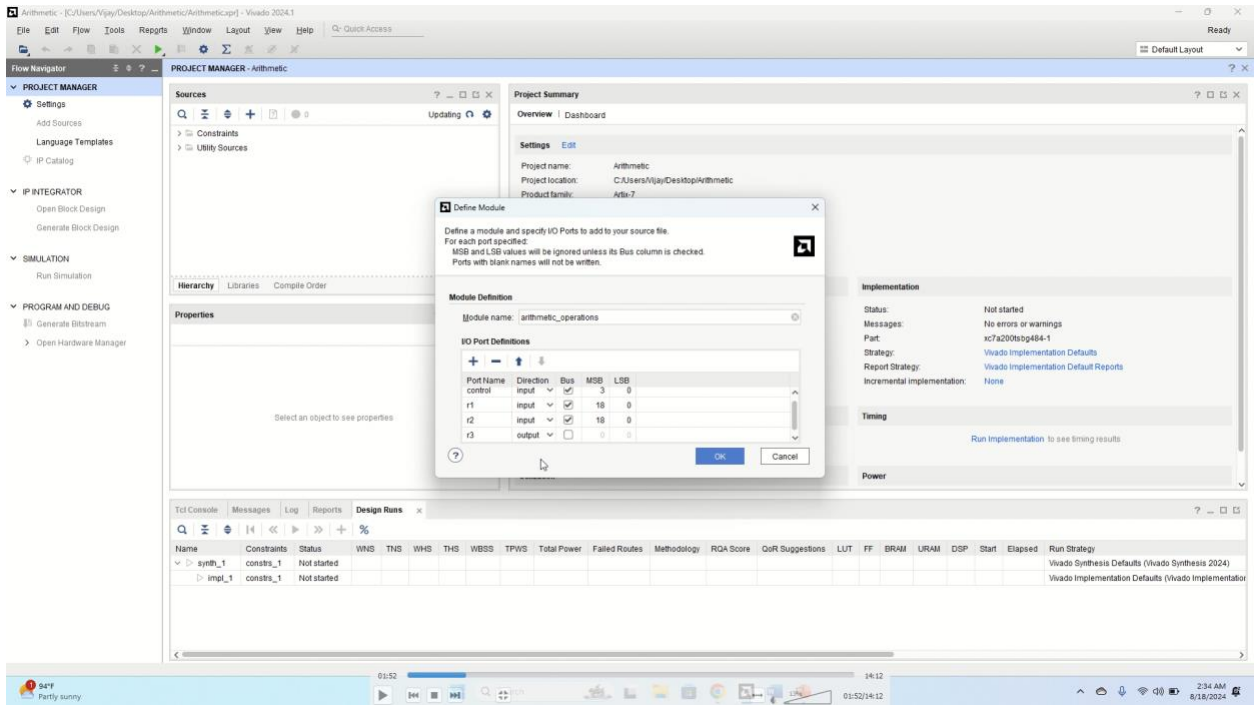 Arithmetic - [C:/Users/Vijay/Desktop/Arithmetic/Arithmetic.xpr] - Vivado 2024.1
File Edit Flow Tools Reports Window Layout View Help Q- Quick Access Ready
Default Layout
Flow Navigator PROJECT MANAGER - Arithmetic
PROJECT MANAGER
Settings
Add Sources
Language Templates
IP Catalog
IP INTEGRATOR
Open Block Design
Generate Block Design
SIMULATION
Run Simulation
PROGRAM AND DEBUG
Generate Bitstream
Open Hardware Manager
Sources
0 Updating
Constraints
Utility Sources
Hierarchy Libraries Compile Order
Properties
Select an object to see properties
Project Summary
Overview | Dashboard
Settings Edit
Project name: Arithmetic
Project location: C:/Users/Vijay/Desktop/Arithmetic
Product family: Artix-7
Define Module
Define a module and specify I/O Ports to add to your source file.
For each port specified:
MSB and LSB values will be ignored unless its Bus column is checked.
Ports with blank names will not be written.
Module Definition
Module name: arithmetic_operations
I/O Port Definitions
Port Name Direction Bus MSB LSB
control input 3 0
r1 input 18 0
r2 input 18 0
r3 output 0 0
? OK Cancel
Implementation
Status: Not started
Messages: No errors or warnings
Part: xc7a200tsbg484-1
Strategy: Vivado Implementation Defaults
Report Strategy: Vivado Implementation Default Reports
Incremental implementation: None
Timing
Run Implementation to see timing results
Power
Tcl Console Messages Log Reports Design Runs
Name Constraints Status WNS TNS WHS THS WBSS TPWS Total Power Failed Routes Methodology RQA Score QoR Suggestions LUT FF BRAM URAM DSP Start Elapsed Run Strategy
synth_1 constrs_1 Not started Vivado Synthesis Defaults (Vivado Synthesis 2024)
impl_1 constrs_1 Not started Vivado Implementation Defaults (Vivado Implementation
01:52 14:12
1 94°F
Partly sunny
01:52/14:12
2:34 AM
8/18/2024